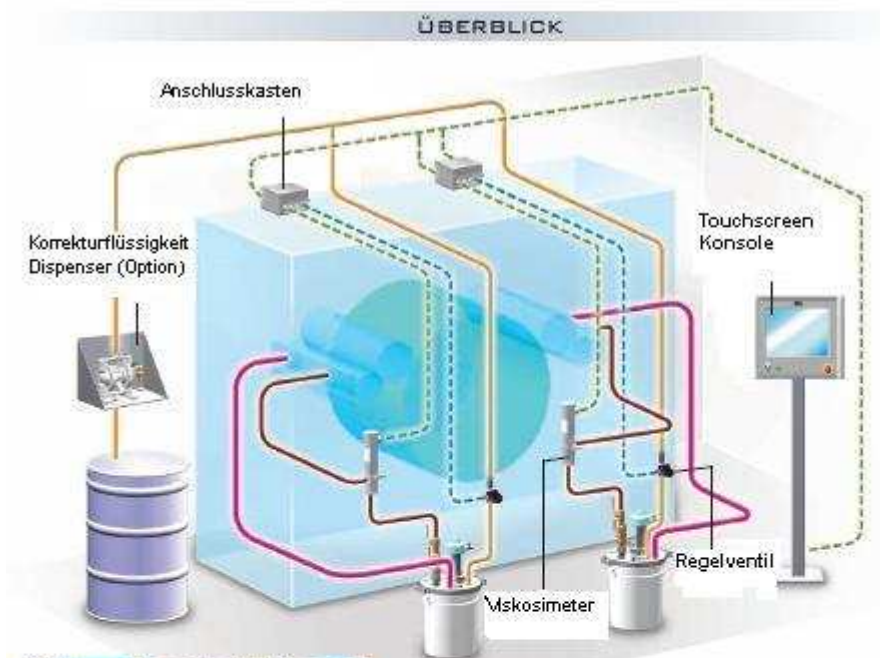 ÜBERBLICK
Anschlusskasten
Korrekturflüssigkeit
Dispenser (Option)
Touchscreen
Konsole
Regelventil
Viskosimeter